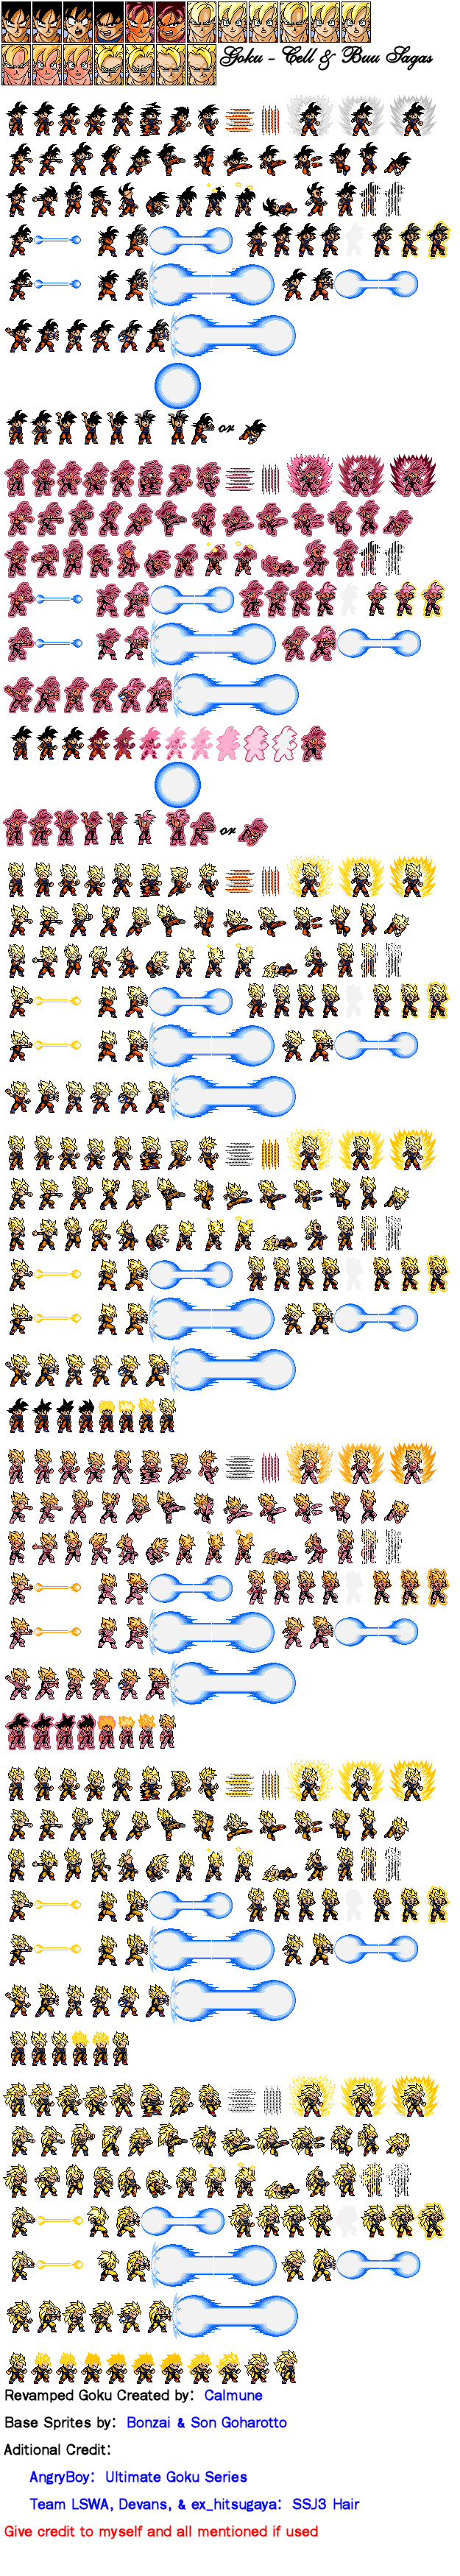 Goku - Cell & Buu Sagas
or
or
Revamped Goku Created by: Calmune
Base Sprites by: Bonzai & Son Goharotto
Aditional Credit:
AngryBoy: Ultimate Goku Series
Team LSWA, Devans, & ex_hitsugaya: SSJ3 Hair
Give credit to myself and all mentioned if used